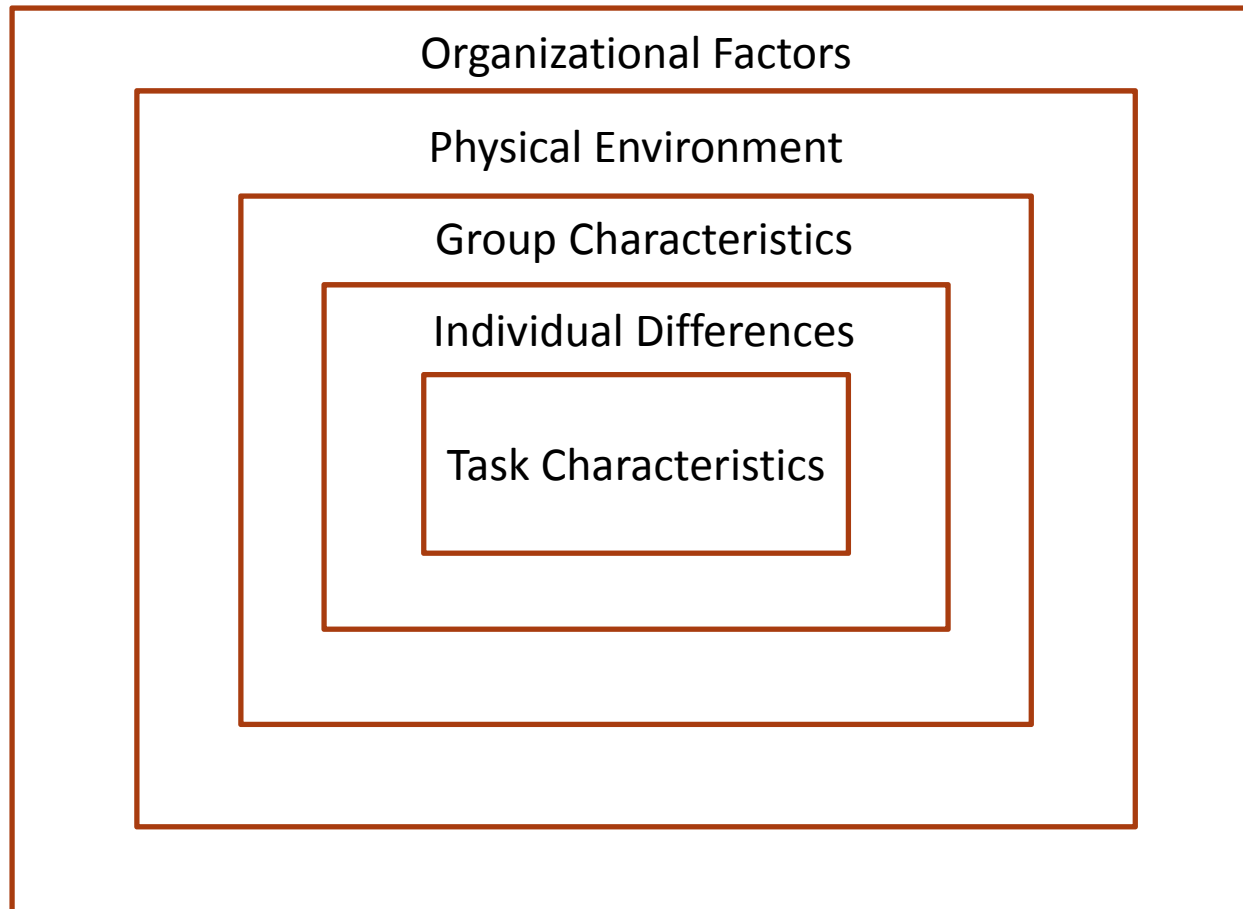 Organizational Factors
Physical Environment
Group Characteristics
Individual Differences
Task Characteristics